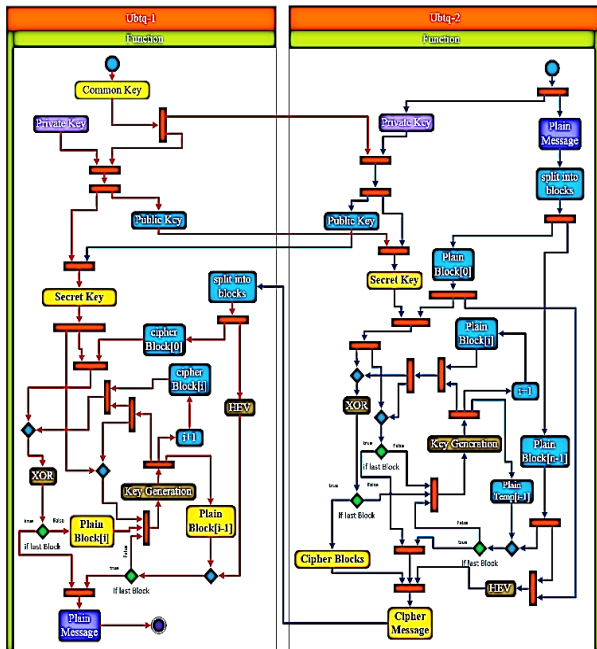 Ubtq-1
Function
Common Key
Private Key
Public Key
Secret Key
split into
blocks
cipher
Block[0]
cipher
Block[i]
HEV
i+1
XOR
Key Generation
true
False
if last Block
Plain
Block[i]
Plain
Block[i-1]
False
true
if last Block
Plain
Message
Ubtq-2
Function
Private Key
Plain
Message
split into
blocks
Public Key
Plain
Block[0]
Secret Key
Plain
Block[i]
i+1
XOR
Key Generation
Plain
true
False
if last Block
Plain
Temp[i-1]
true
False
if last Block
False
true
if last Block
Cipher Blocks
HEV
Cipher
Message